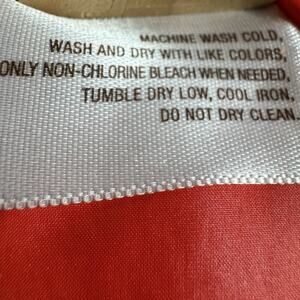 MACHINE WASH COLD,
WASH AND DRY WITH LIKE COLORS,
ONLY NON-CHLORINE BLEACH WHEN NEEDED,
TUMBLE DRY LOW, COOL IRON,
DO NOT DRY CLEAN.